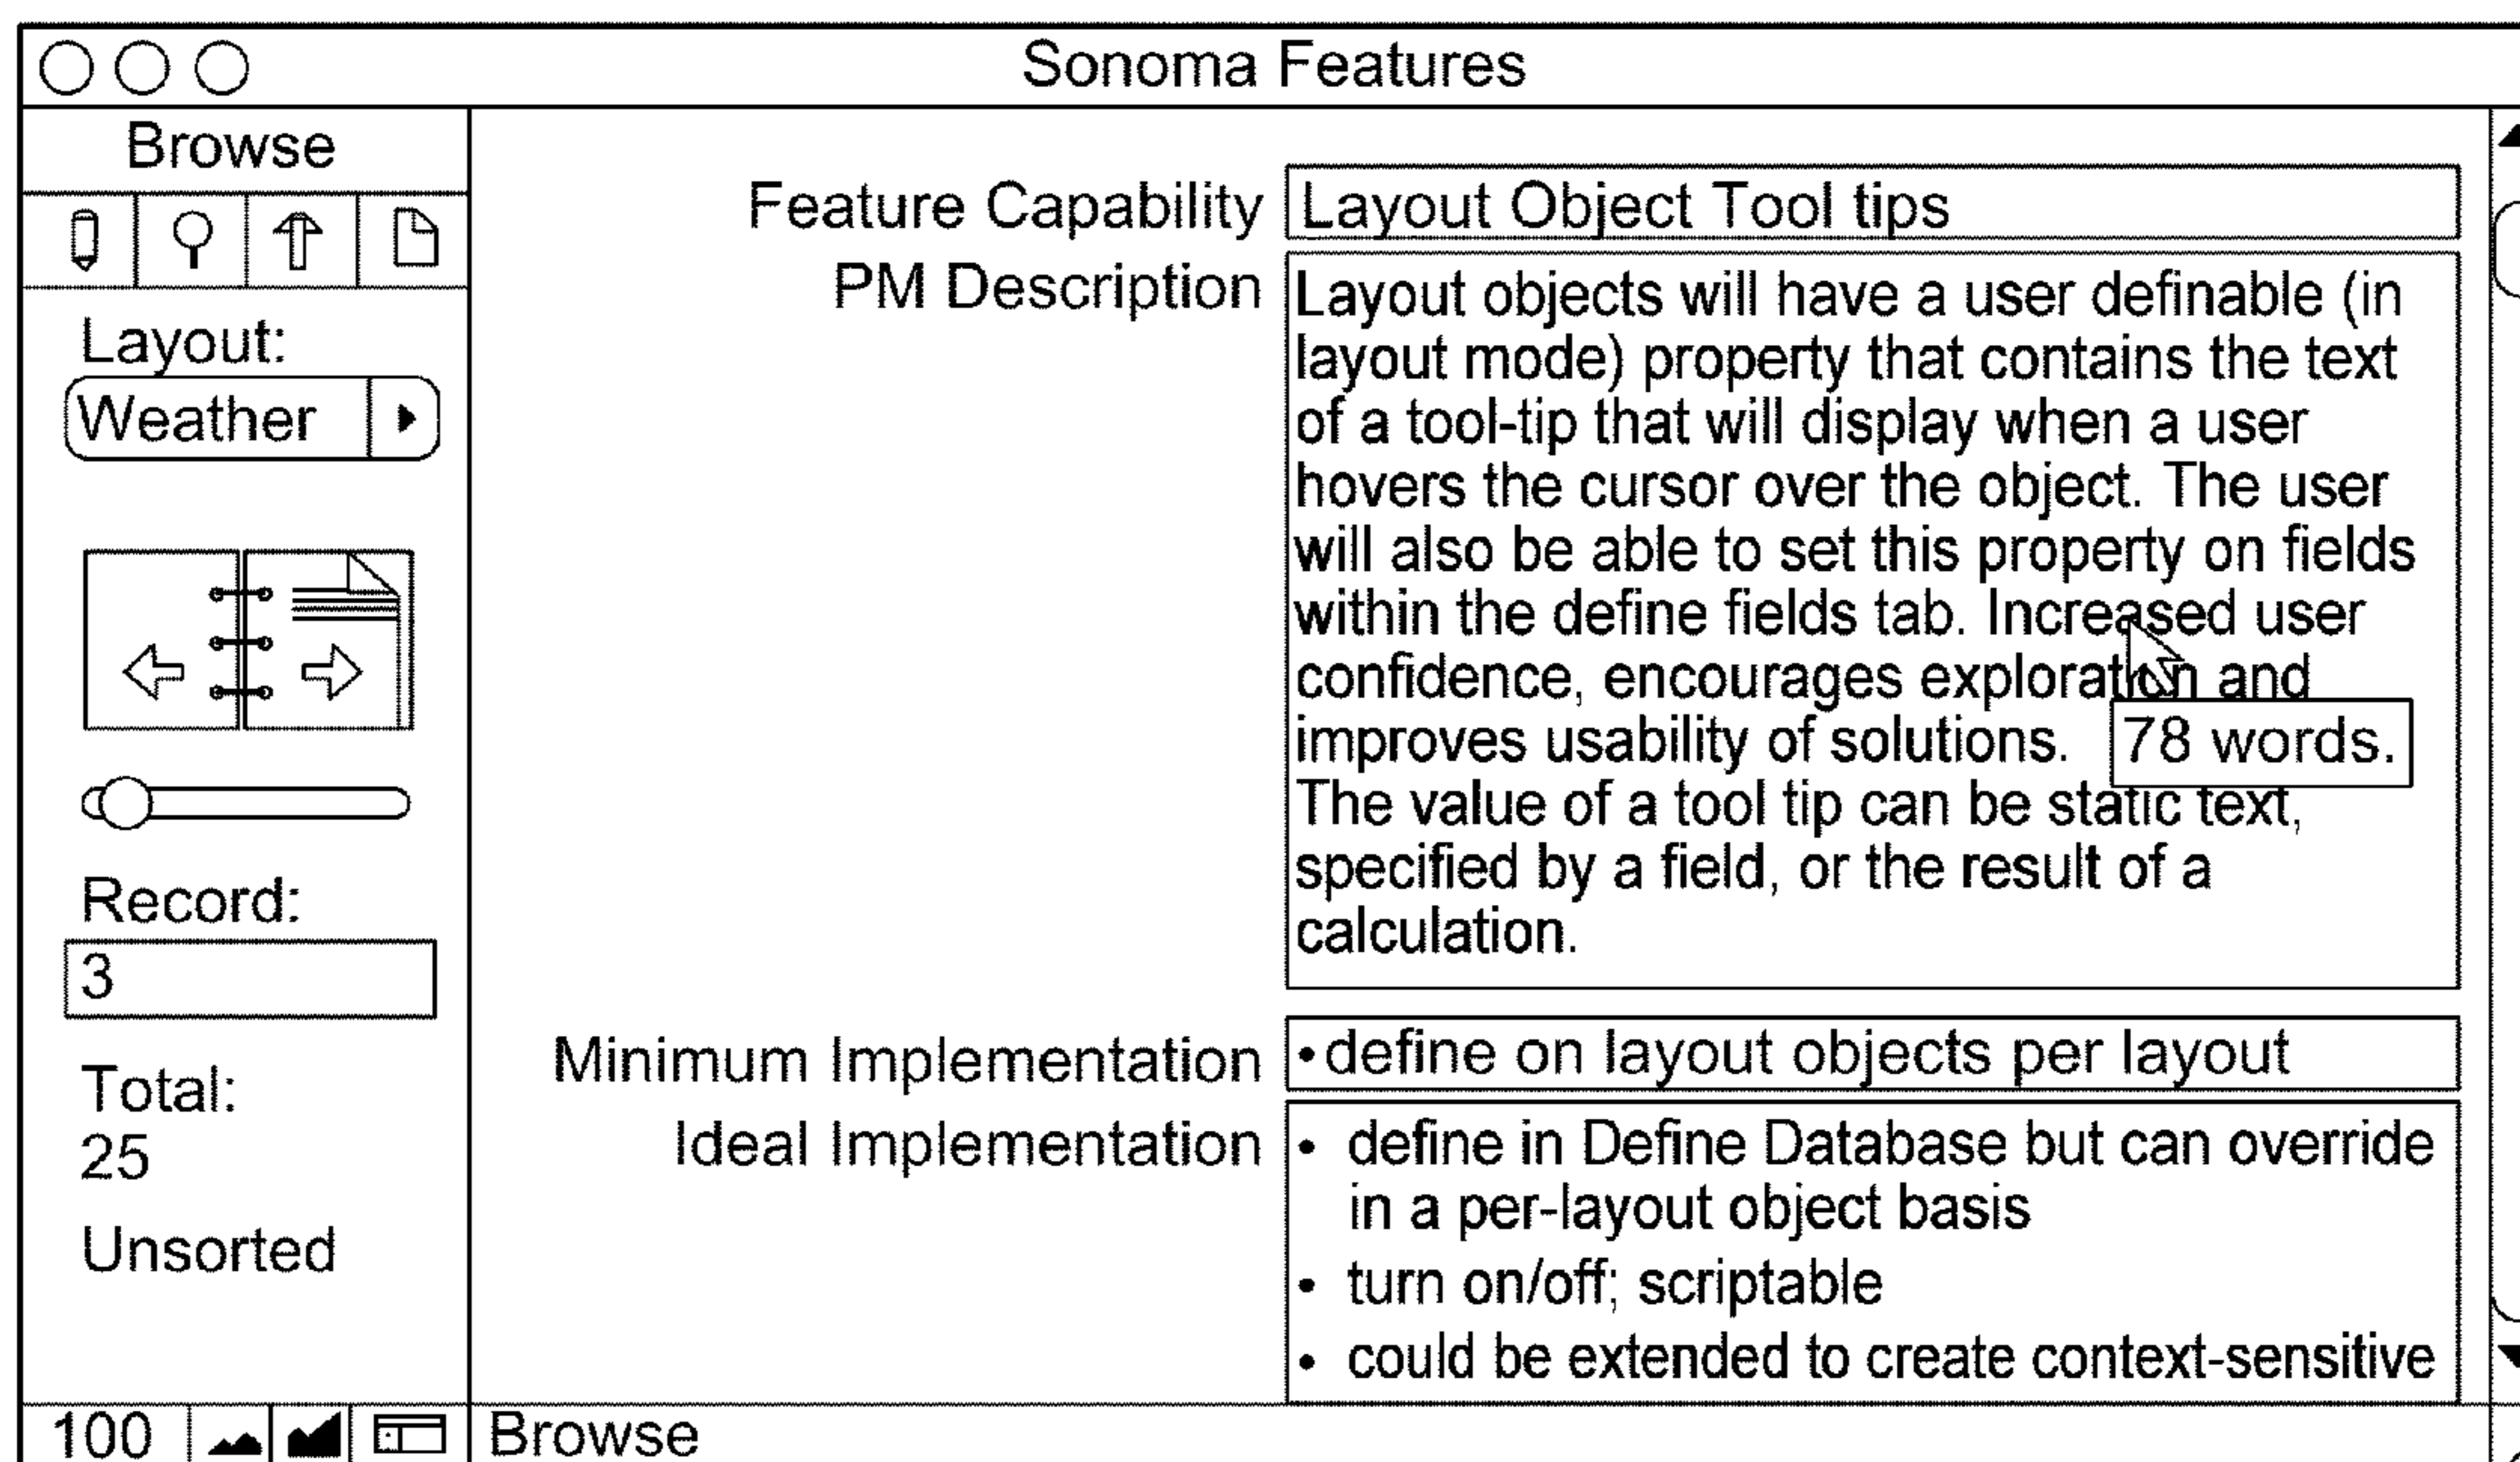 Sonoma Features
Browse
Layout:
Weather
Record:
3
Total:
25
Unsorted
Feature Capability
Layout Object Tool tips
PM Description
Layout objects will have a user definable (in
layout mode) property that contains the text
of a tool-tip that will display when a user
hovers the cursor over the object. The user
will also be able to set this property on fields
within the define fields tab. Increased user
confidence, encourages exploration and
improves usability of solutions.
78 words.
The value of a tool tip can be static text,
specified by a field, or the result of a
calculation.
Minimum Implementation
•define on layout objects per layout
Ideal Implementation
• define in Define Database but can override
in a per-layout object basis
• turn on/off; scriptable
• could be extended to create context-sensitive
100
Browse